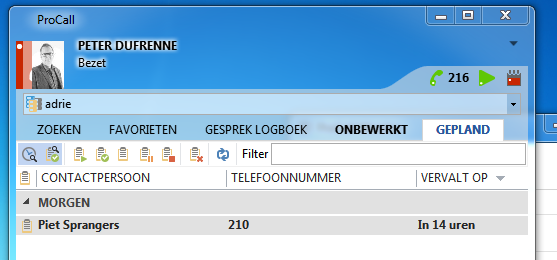 ProCall
PETER DUFRENNE
Bezet
216
adrie
ZOEKEN FAVORIETEN GESPREK LOGBOEK ONBEWERKT GEPLAND
Filter
CONTACTPERSOON TELEFOONNUMMER VERVALT OP
MORGEN
Piet Sprangers 210 In 14 uren